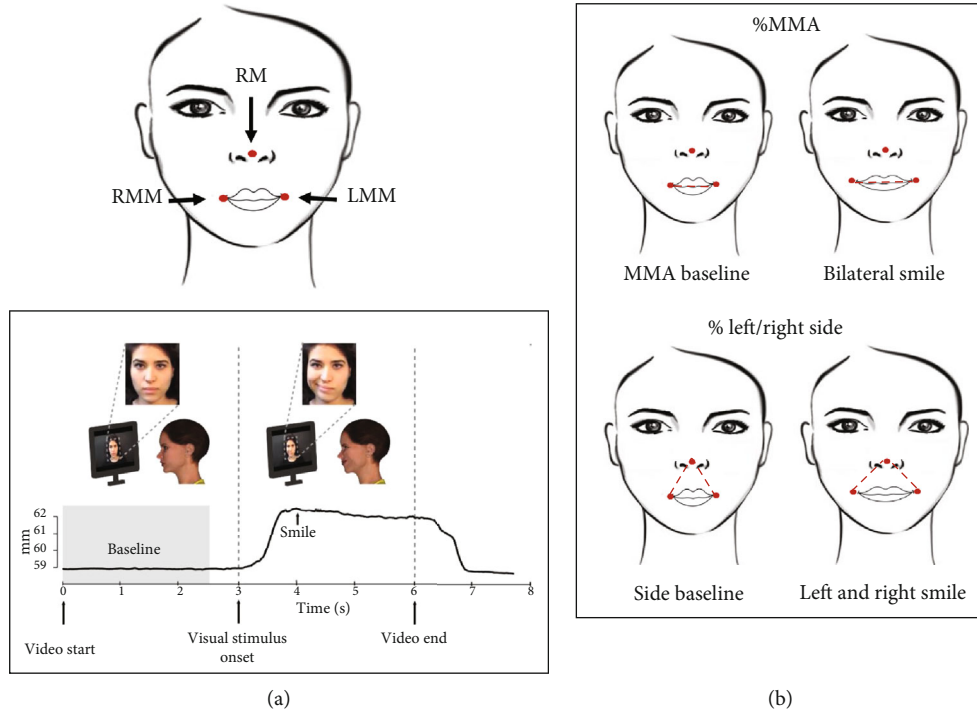 RM
RMM
LMM
62
61
60
59
mm
Baseline
Smile
0
1
2
3
4
5
6
7
8
Time (s)
Video start
Visual stimulus
onset
Video end
(a)
%MMA
MMA baseline
Bilateral smile
% left/right side
Side baseline
Left and right smile
(b)